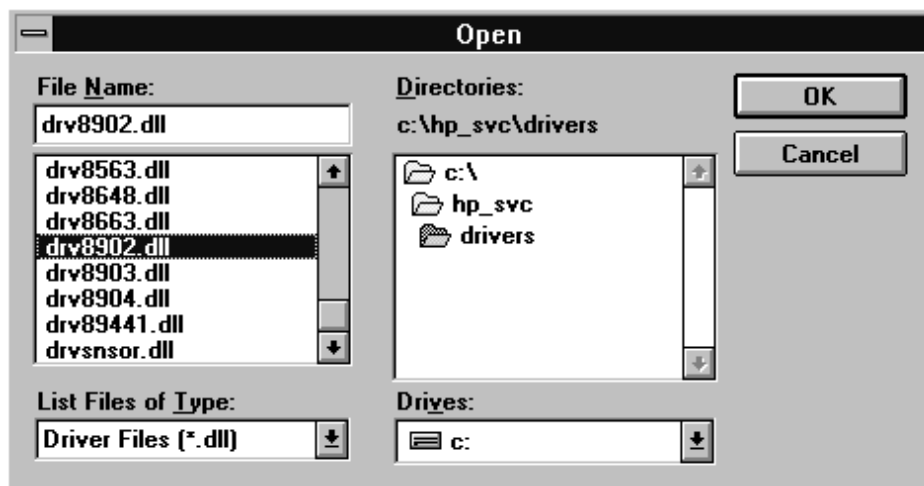 Open
File Name:
drv8902.dll
drv8563.dll
drv8648.dll
drv8663.dll
drv8902.dll
drv8903.dll
drv8904.dll
drv89441.dll
drvsnsor.dll
List Files of Type:
Driver Files (*.dll)
Directories:
c:\hp_svc\drivers
c:\
hp_svc
drivers
Drives:
c:
OK
Cancel